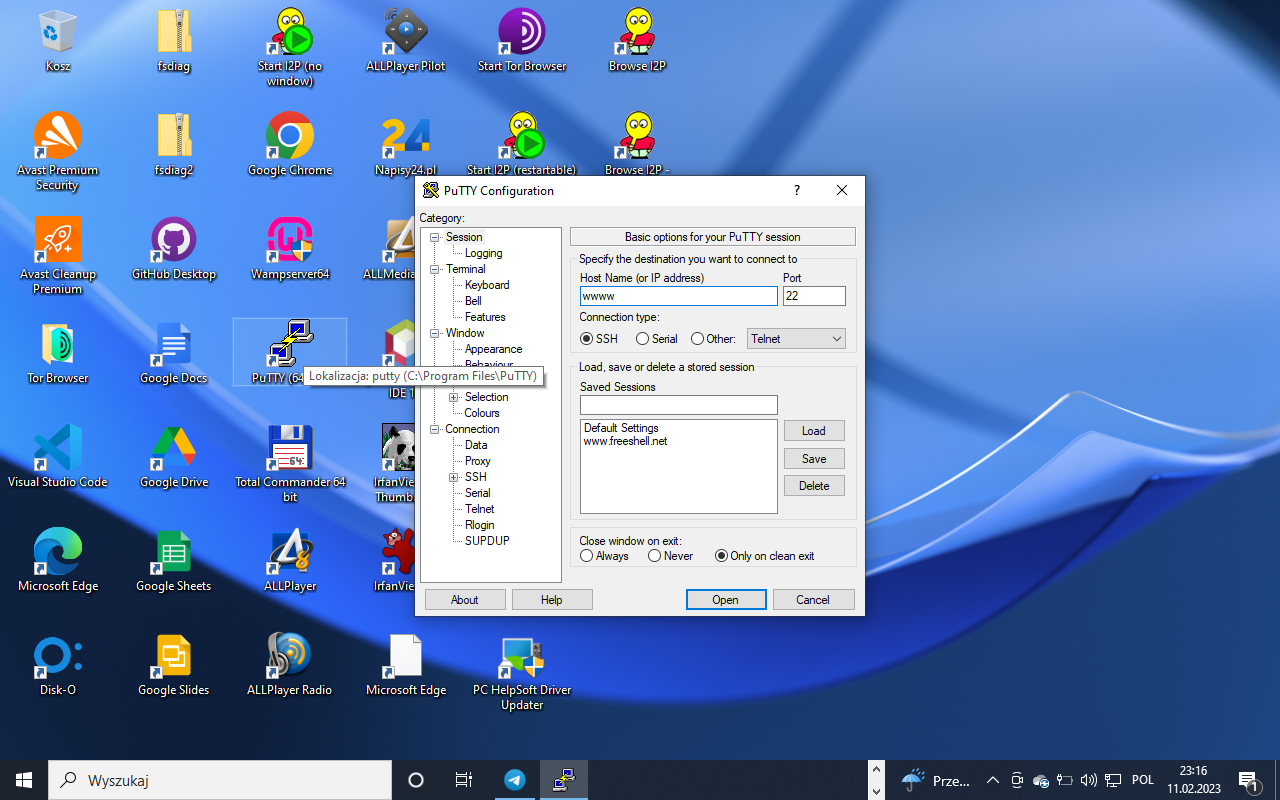 Kosz
fsdiag
Start I2P (no
window)
ALLPlayer Pilot
Start Tor Browser
Browse I2P
Avast Premium
Security
fsdiag2
Google Chrome
24
Napisy24.pl
Start I2P (restartable)
Browse I2P -
Avast Cleanup
Premium
GitHub Desktop
Wampserver64
ALLMedia
Tor Browser
Google Docs
PuTTY (64
IDE 1
Visual Studio Code
Google Drive
64:
Total Commander 64
bit
IrfanVie
Thumb
Microsoft Edge
Google Sheets
8
ALLPlayer
IrfanVie
Disk-O
Google Slides
ALLPlayer Radio
Microsoft Edge
PC HelpSoft Driver
Updater
PuTTY Configuration
?
Category:
Session
Logging
Terminal
Keyboard
Bell
Features
Window
Appearance
Behaviour
Lokalizacja: putty (C:\Program Files\PuTTY)
Selection
Colours
Connection
Data
Proxy
SSH
Serial
Telnet
Rlogin
SUPDUP
Basic options for your PuTTY session
Specify the destination you want to connect to
Host Name (or IP address)
Port
wwww
22
Connection type:
SSH
Serial
Other:
Telnet
Load, save or delete a stored session
Saved Sessions
Default Settings
www.freeshell.net
Load
Save
Delete
Close window on exit:
Always
Never
Only on clean exit
About
Help
Open
Cancel
Wyszukaj
Prze...
POL
23:16
11.02.2023
1